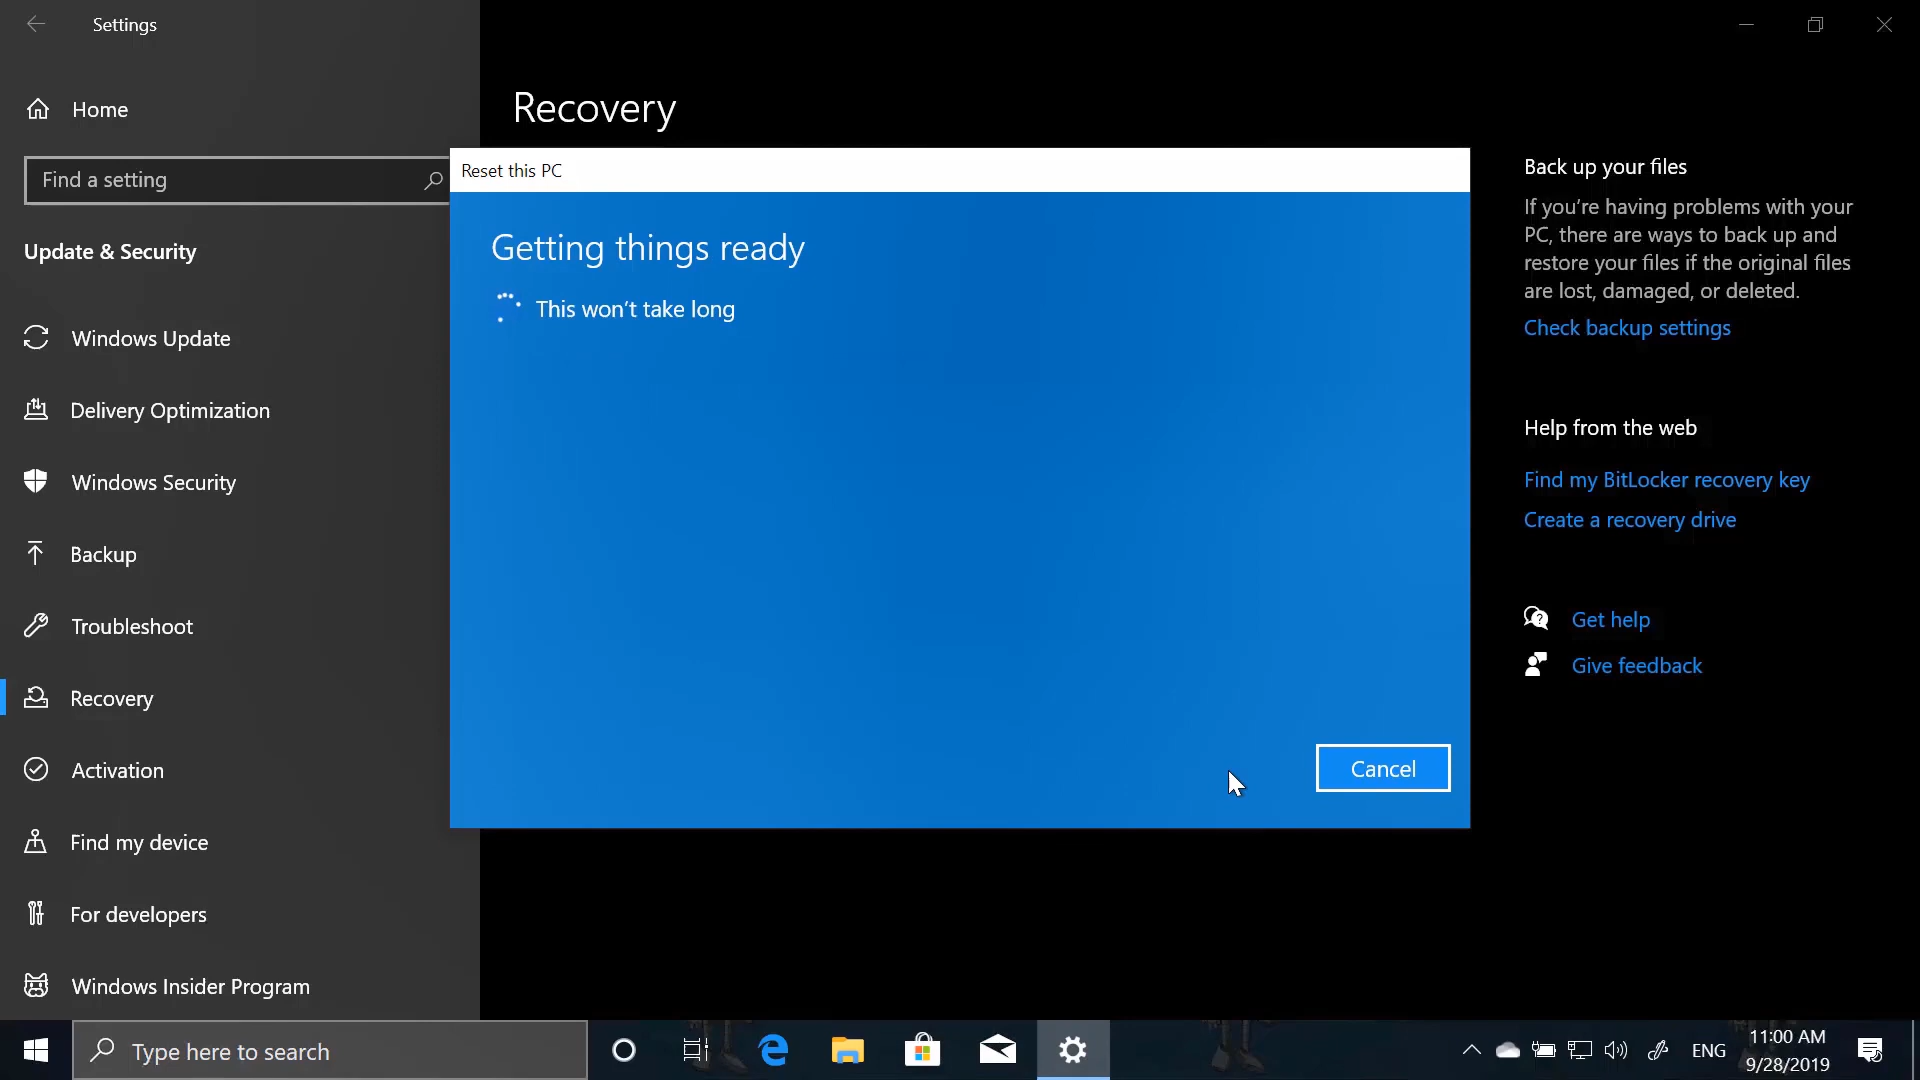 Settings
Home
Find a setting
Update & Security
Windows Update
Delivery Optimization
Windows Security
Backup
Troubleshoot
Recovery
Activation
Find my device
For developers
Windows Insider Program
Recovery
Reset this PC
Getting things ready
This won't take long
Cancel
Back up your files
If you're having problems with your
PC, there are ways to back up and
restore your files if the original files
are lost, damaged, or deleted.
Check backup settings
Help from the web
Find my BitLocker recovery key
Create a recovery drive
Get help
Give feedback
Type here to search
ENG
11:00 AM
9/28/2019